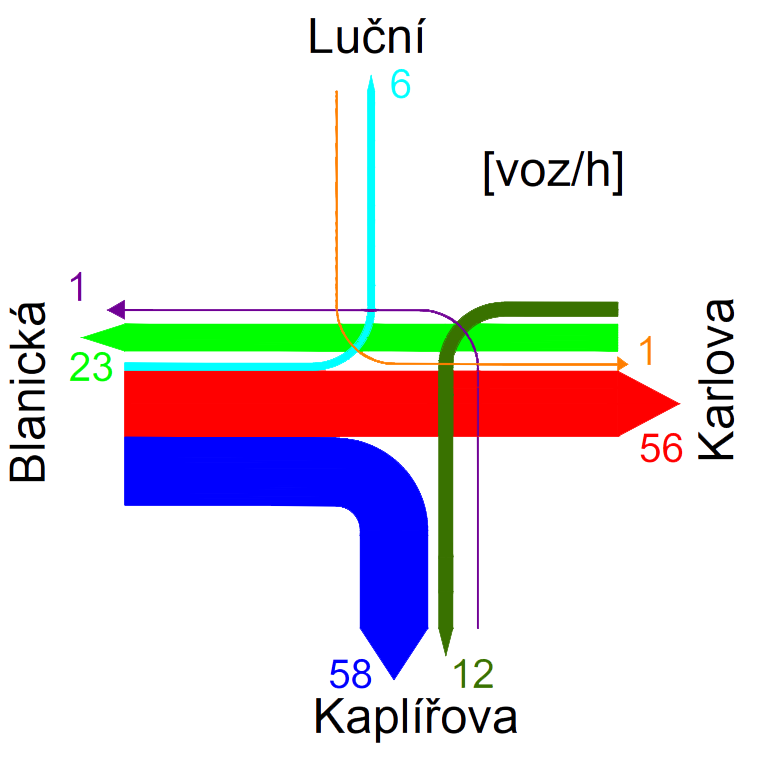 Luční
6
[voz/h]
1
Blanická
23
1
Karlova
56
58
12
Kaplířova